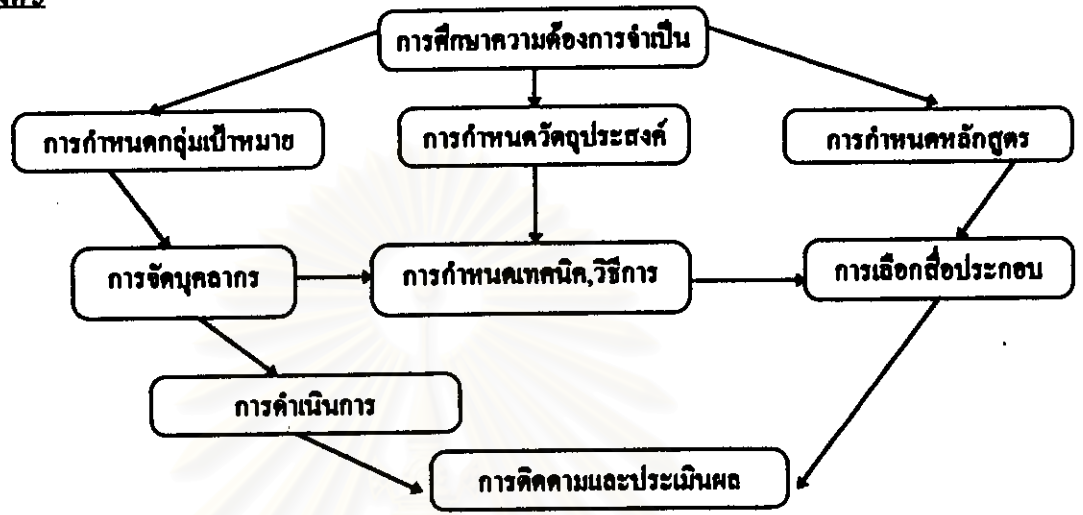 การศึกษาความต้องการจำเป็น
การกำหนดกลุ่มเป้าหมาย
การกำหนดวัตถุประสงค์
การกำหนดหลักสูตร
การจัดบุคลากร
การกำหนดเทคนิค,วิธีการ
การเลือกสื่อประกอบ
การดำเนินการ
การติดตามและประเมินผล